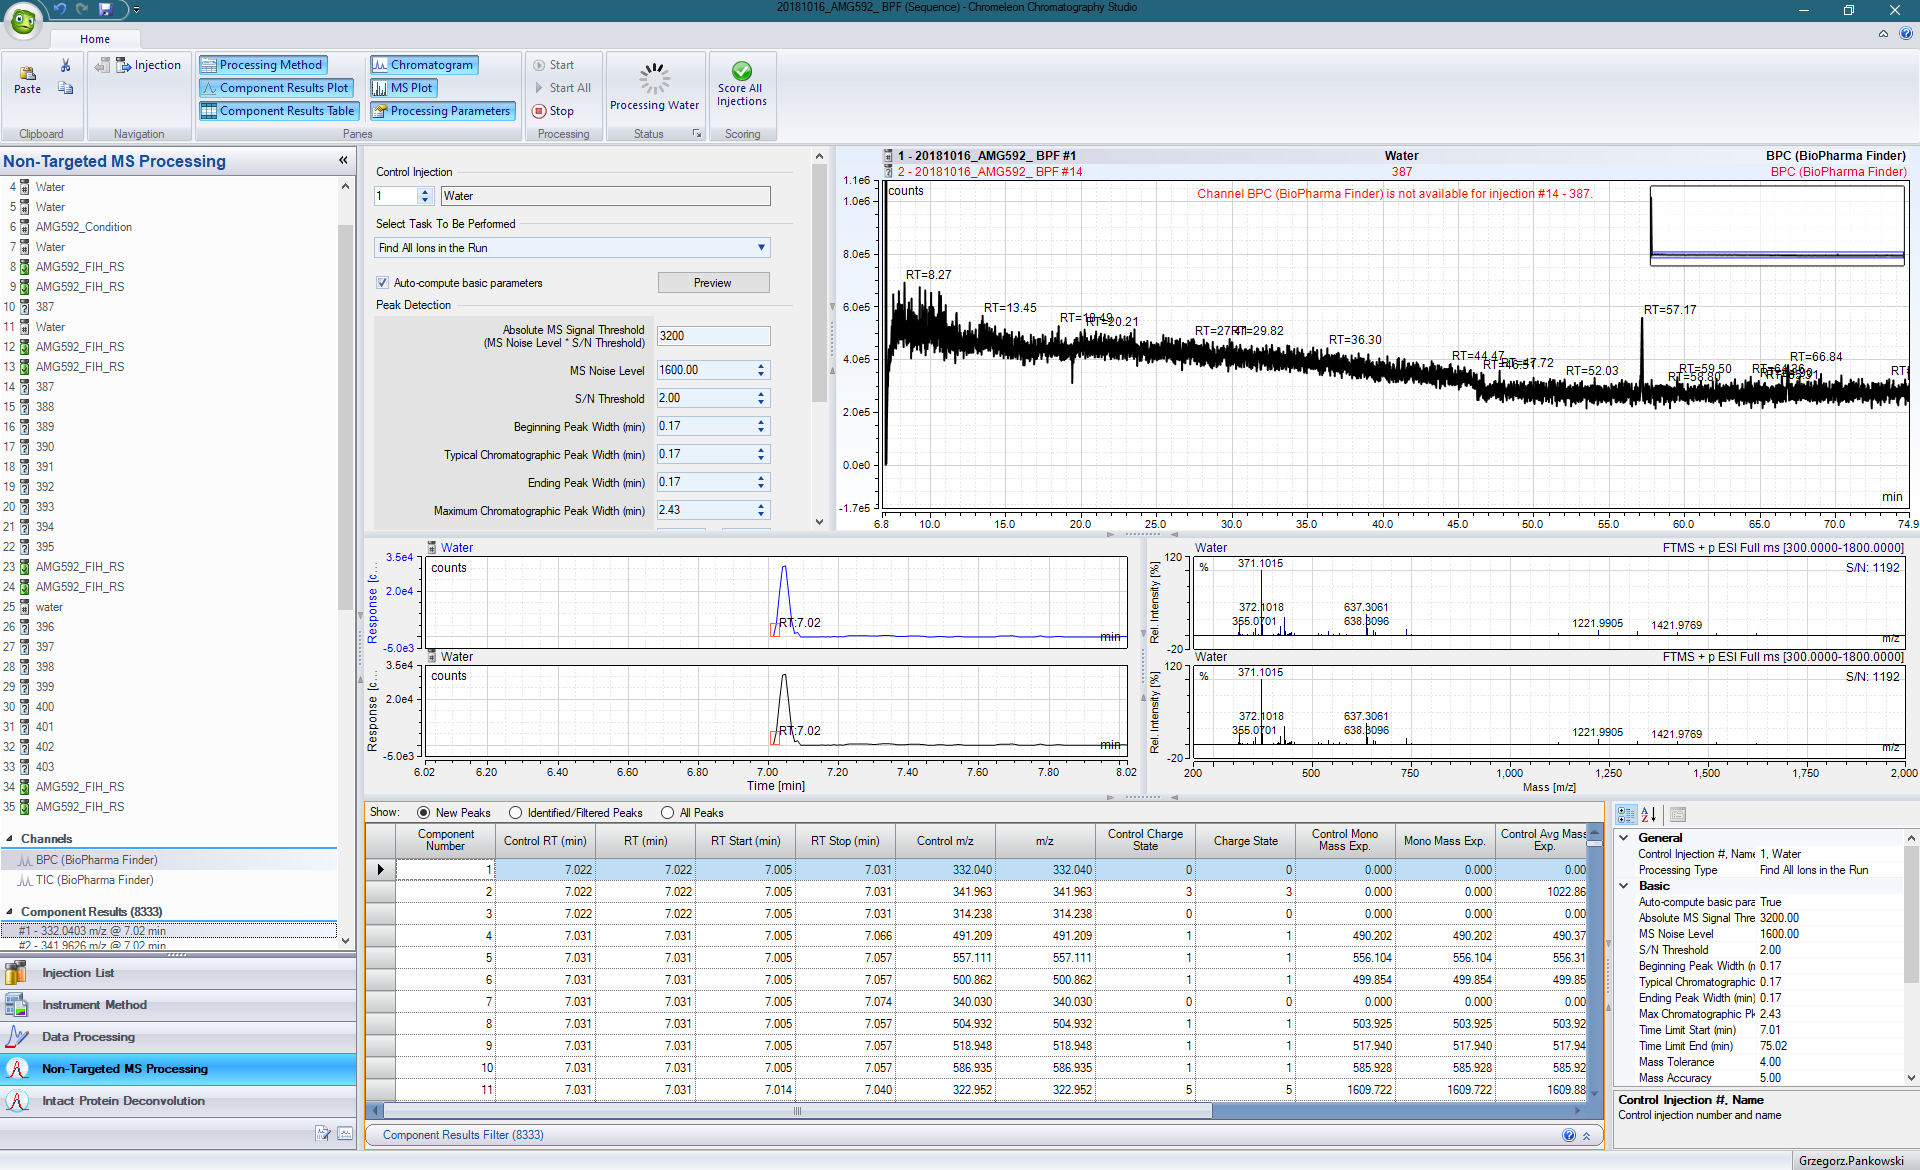 20181016_AMG592_ BPF (Sequence) - Chromeleon Chromatography Studio
Home
Paste
Clipboard
Injection
Navigation
Processing Method
Component Results Plot
Component Results Table
Chromatogram
MS Plot
Processing Parameters
Panes
Start
Start All
Stop
Processing
Processing Water
Status
Score All
Injections
Scoring
Non-Targeted MS Processing
4 Water
5 Water
6 AMG592_Condition
7 Water
8 AMG592_FIH_RS
9 AMG592_FIH_RS
10 387
11 Water
12 AMG592_FIH_RS
13 AMG592_FIH_RS
14 387
15 388
16 389
17 390
18 391
19 392
20 393
21 394
22 395
23 AMG592_FIH_RS
24 AMG592_FIH_RS
25 water
26 396
27 397
28 398
29 399
30 400
31 401
32 402
33 403
34 AMG592_FIH_RS
35 AMG592_FIH_RS
Channels
BPC (BioPharma Finder)
TIC (BioPharma Finder)
Component Results (8333)
#1 - 332.0403 m/z @ 7.02 min
#2 - 341.9626 m/z @ 7.02 min
Injection List
Instrument Method
Data Processing
Non-Targeted MS Processing
Intact Protein Deconvolution
Control Injection
1 Water
Select Task To Be Performed
Find All Ions in the Run
Auto-compute basic parameters
Preview
Peak Detection
Absolute MS Signal Threshold
(MS Noise Level * S/N Threshold) 3200
MS Noise Level 1600.00
S/N Threshold 2.00
Beginning Peak Width (min) 0.17
Typical Chromatographic Peak Width (min) 0.17
Ending Peak Width (min) 0.17
Maximum Chromatographic Peak Width (min) 2.43
1 - 20181016_AMG592_ BPF #1 Water BPC (BioPharma Finder)
2 - 20181016_AMG592_ BPF #14 387 BPC (BioPharma Finder)
1.1e6
counts
Channel BPC (BioPharma Finder) is not available for injection #14 - 387.
1.0e6
8.0e5
6.0e5
4.0e5
2.0e5
0.0e0
-1.7e5
RT=8.27
RT=13.45
RT=18.49
RT=20.21
RT=27.41
RT=29.82
RT=36.30
RT=44.47
RT=46.51
RT=47.72
RT=52.03
RT=57.17
RT=58.80
RT=59.50
RT=64.36
RT=66.84
min
6.8 10.0 15.0 20.0 25.0 30.0 35.0 40.0 45.0 50.0 55.0 60.0 65.0 70.0 74.9
Water
3.5e4
counts
2.0e4
-5.0e3
Response [c...
RT:7.02
min
Water
3.5e4
counts
2.0e4
-5.0e3
Response [c...
RT:7.02
min
6.02 6.20 6.40 6.60 6.80 7.00 7.20 7.40 7.60 7.80 8.02
Time [min]
Water FTMS + p ESI Full ms [300.0000-1800.0000]
120
%
S/N: 1192
371.1015
372.1018
355.0701
637.3061
638.3096
1221.9905
1421.9769
m/z
-20
Rel. Intensity [%]
Water FTMS + p ESI Full ms [300.0000-1800.0000]
120
%
S/N: 1192
371.1015
372.1018
355.0701
637.3061
638.3096
1221.9905
1421.9769
m/z
-20
Rel. Intensity [%]
200 500 750 1,000 1,250 1,500 1,750 2,000
Mass [m/z]
Show: New Peaks Identified/Filtered Peaks All Peaks
Component Number Control RT (min) RT (min) RT Start (min) RT Stop (min) Control m/z m/z Control Charge State Charge State Control Mono Mass Exp. Mono Mass Exp. Control Avg Mass Exp.
1 7.022 7.022 7.005 7.031 332.040 332.040 0 0 0.000 0.000 0.00
2 7.022 7.022 7.005 7.031 341.963 341.963 3 3 0.000 0.000 1022.86
3 7.022 7.022 7.005 7.031 314.238 314.238 0 0 0.000 0.000 0.00
4 7.031 7.031 7.005 7.066 491.209 491.209 1 1 490.202 490.202 490.37
5 7.031 7.031 7.005 7.057 557.111 557.111 1 1 556.104 556.104 556.31
6 7.031 7.031 7.005 7.057 500.862 500.862 1 1 499.854 499.854 499.85
7 7.031 7.031 7.005 7.074 340.030 340.030 0 0 0.000 0.000 0.00
8 7.031 7.031 7.005 7.057 504.932 504.932 1 1 503.925 503.925 503.92
9 7.031 7.031 7.005 7.057 518.948 518.948 1 1 517.940 517.940 517.94
10 7.031 7.031 7.005 7.057 586.935 586.935 1 1 585.928 585.928 585.92
11 7.031 7.031 7.014 7.040 322.952 322.952 5 5 1609.722 1609.722 1609.88
Component Results Filter (8333)
General
Control Injection #, Name 1, Water
Processing Type Find All Ions in the Run
Basic
Auto-compute basic para True
Absolute MS Signal Thre 3200.00
MS Noise Level 1600.00
S/N Threshold 2.00
Beginning Peak Width (n 0.17
Typical Chromatographic 0.17
Ending Peak Width (min) 0.17
Max Chromatographic Pk 2.43
Time Limit Start (min) 7.01
Time Limit End (min) 75.02
Mass Tolerance 4.00
Mass Accuracy 5.00
Control Injection #, Name
Control injection number and name
Grzegorz.Pankowski